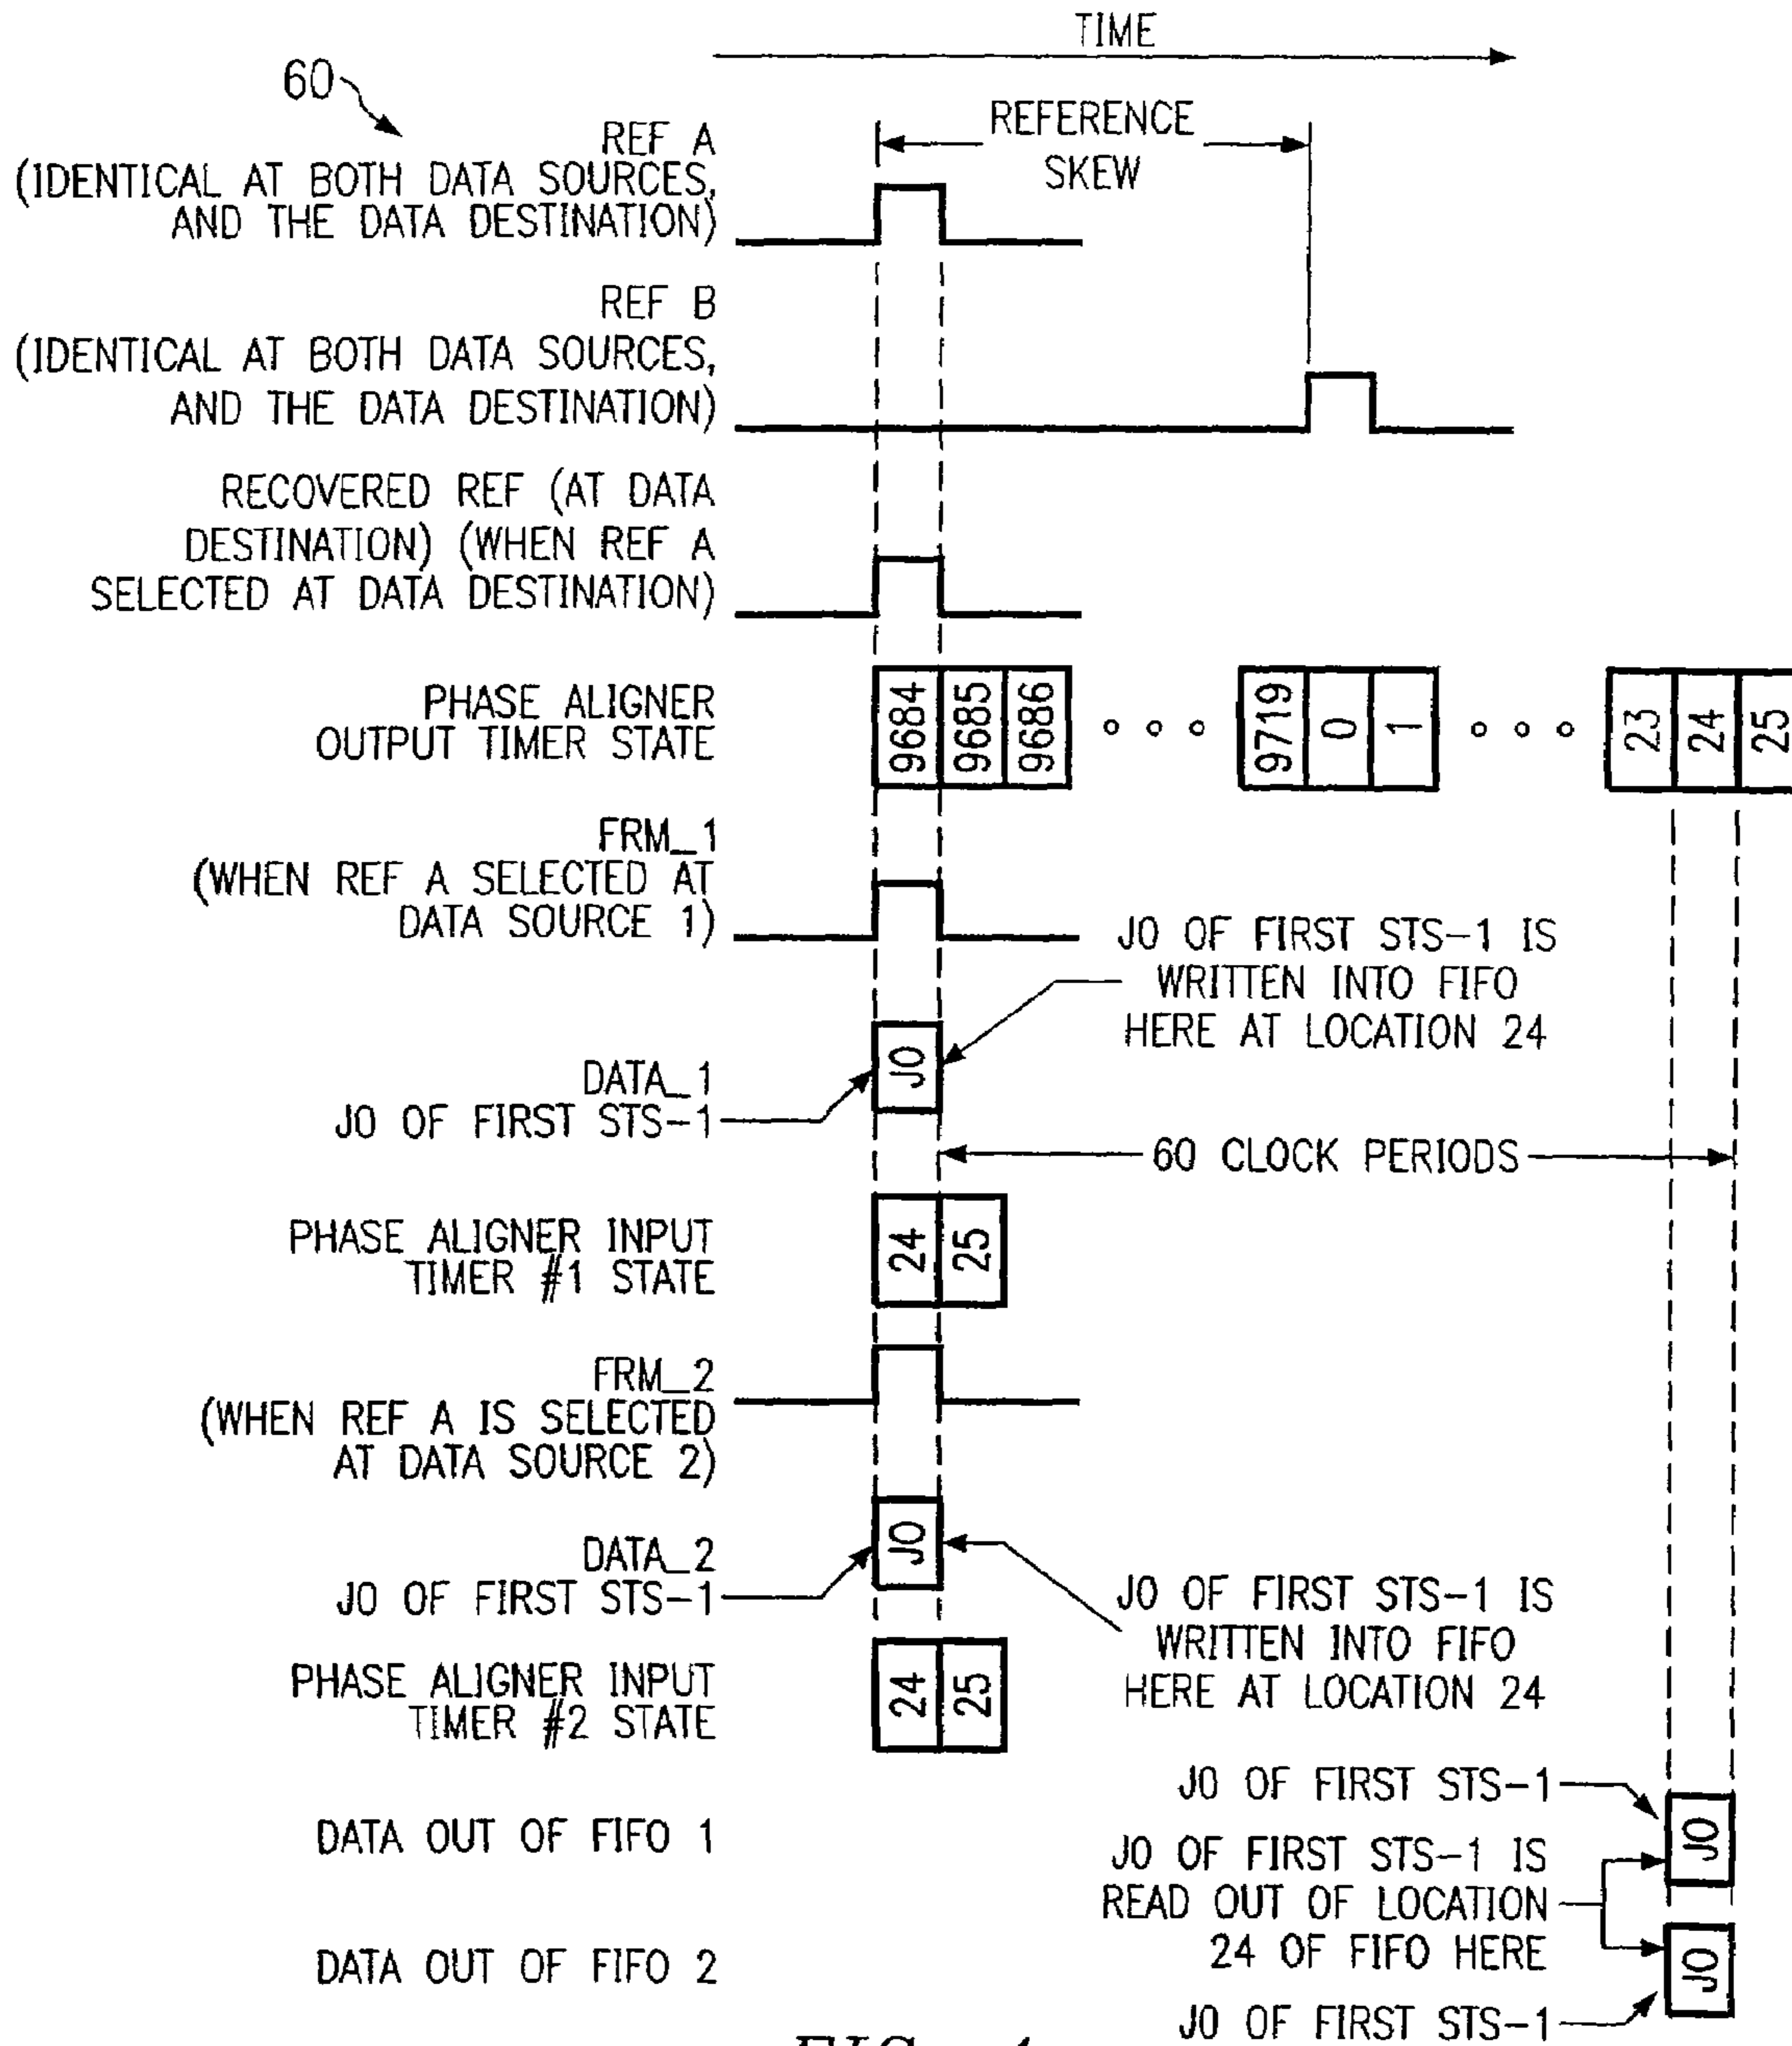 TIME
60
REF A
(IDENTICAL AT BOTH DATA SOURCES,
AND THE DATA DESTINATION)
REFERENCE
SKEW
REF B
(IDENTICAL AT BOTH DATA SOURCES,
AND THE DATA DESTINATION)
RECOVERED REF (AT DATA
DESTINATION) (WHEN REF A
SELECTED AT DATA DESTINATION)
PHASE ALIGNER
OUTPUT TIMER STATE
9684 9685 9686 9719 0 1 23 24 25
FRM_1
(WHEN REF A SELECTED AT
DATA SOURCE 1)
J0 OF FIRST STS-1 IS
WRITTEN INTO FIFO
HERE AT LOCATION 24
DATA_1
J0 OF FIRST STS-1
J0
60 CLOCK PERIODS
PHASE ALIGNER INPUT
TIMER #1 STATE
24 25
FRM_2
(WHEN REF A IS SELECTED
AT DATA SOURCE 2)
DATA_2
J0 OF FIRST STS-1
J0
J0 OF FIRST STS-1 IS
WRITTEN INTO FIFO
HERE AT LOCATION 24
PHASE ALIGNER INPUT
TIMER #2 STATE
24 25
J0 OF FIRST STS-1
DATA OUT OF FIFO 1
J0
J0 OF FIRST STS-1 IS
READ OUT OF LOCATION
24 OF FIFO HERE
DATA OUT OF FIFO 2
J0
J0 OF FIRST STS-1